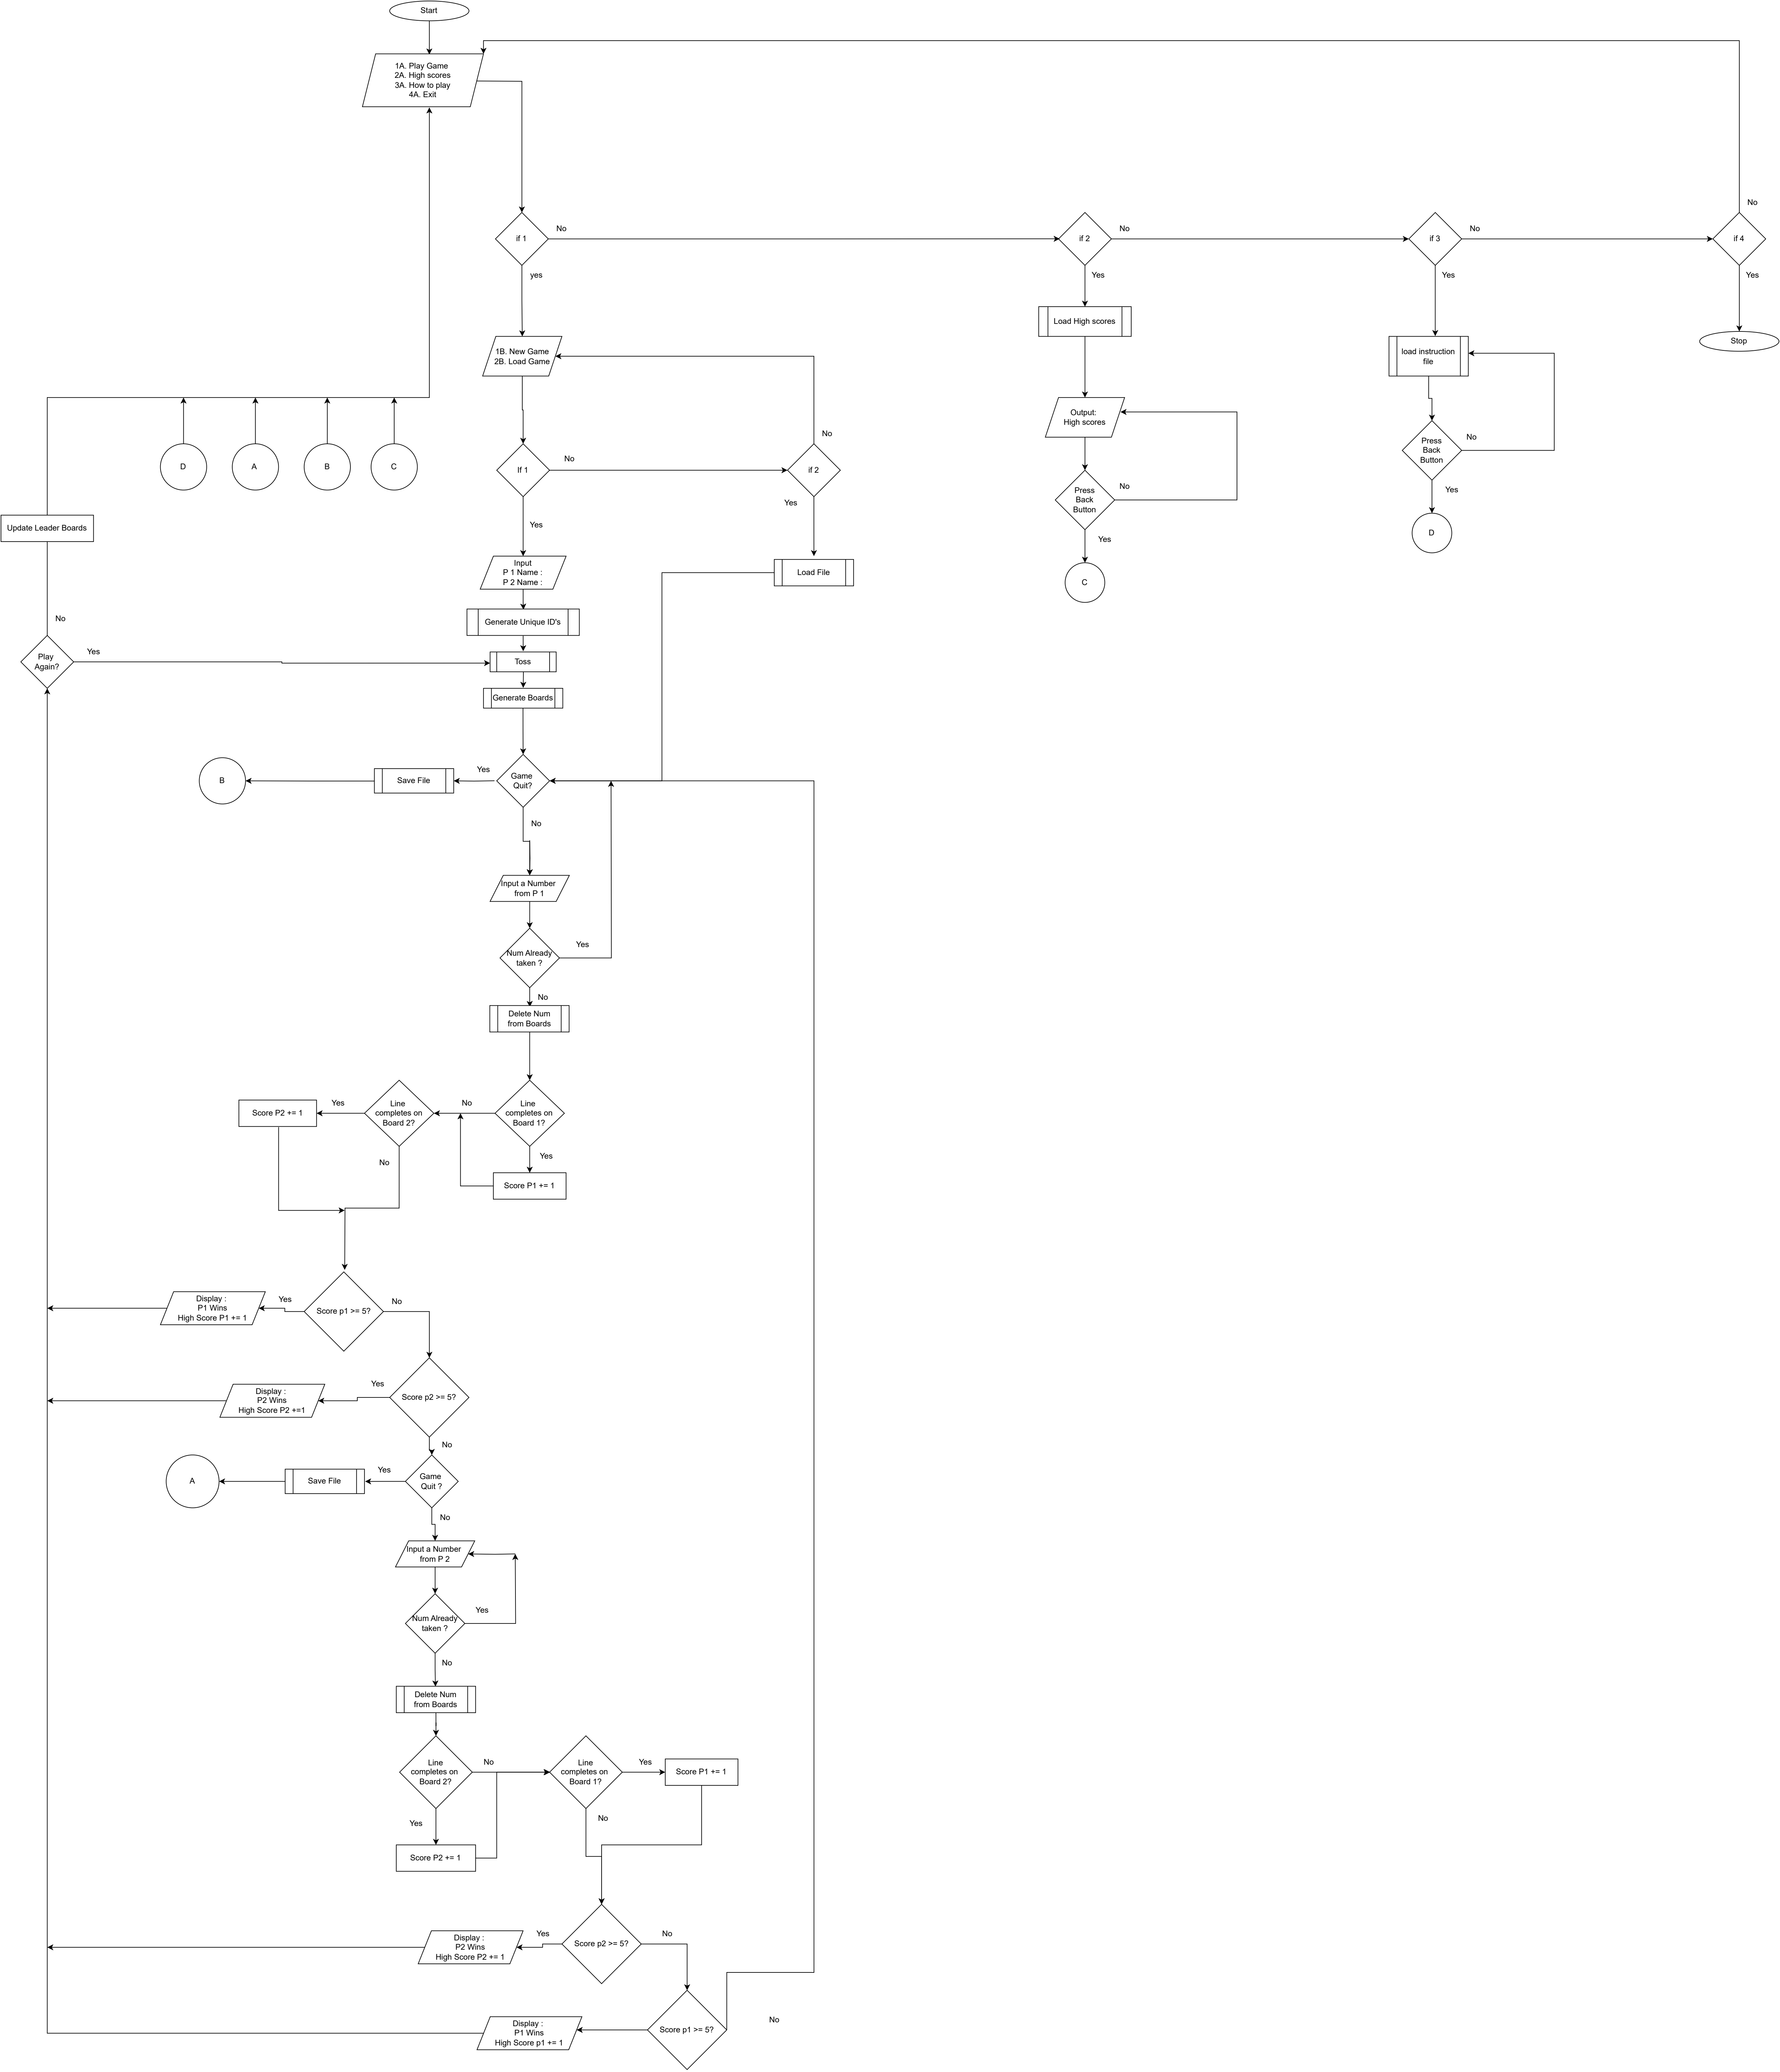 Start
1A. Play Game
2A. High scores
3A. How to play
4A. Exit
if 1
No
yes
if 2
No
Yes
if 3
No
Yes
if 4
No
Yes
Stop
Load High scores
Output:
High scores
Press
Back
Button
No
Yes
C
load instruction
file
Press
Back
Button
No
Yes
D
1B. New Game
2B. Load Game
If 1
No
Yes
if 2
No
Yes
Load File
D
A
B
C
Update Leader Boards
No
Play
Again?
Yes
Input
P 1 Name :
P 2 Name :
Generate Unique ID's
Toss
Generate Boards
Game
Quit?
Yes
Save File
B
No
Input a Number
from P 1
Num Already
taken ?
Yes
No
Delete Num
from Boards
Line
completes on
Board 1?
No
Yes
Score P1 += 1
Line
completes on
Board 2?
Yes
No
Score P2 += 1
Score p1 >= 5?
Yes
No
Display :
P1 Wins
High Score P1 += 1
Score p2 >= 5?
Yes
No
Display :
P2 Wins
High Score P2 +=1
Game
Quit ?
Yes
No
Save File
A
Input a Number
from P 2
Num Already
taken ?
Yes
No
Delete Num
from Boards
Line
completes on
Board 2?
No
Yes
Score P2 += 1
Line
completes on
Board 1?
Yes
No
Score P1 += 1
Score p2 >= 5?
Yes
No
Display :
P2 Wins
High Score P2 += 1
Score p1 >= 5?
No
Display :
P1 Wins
High Score p1 += 1